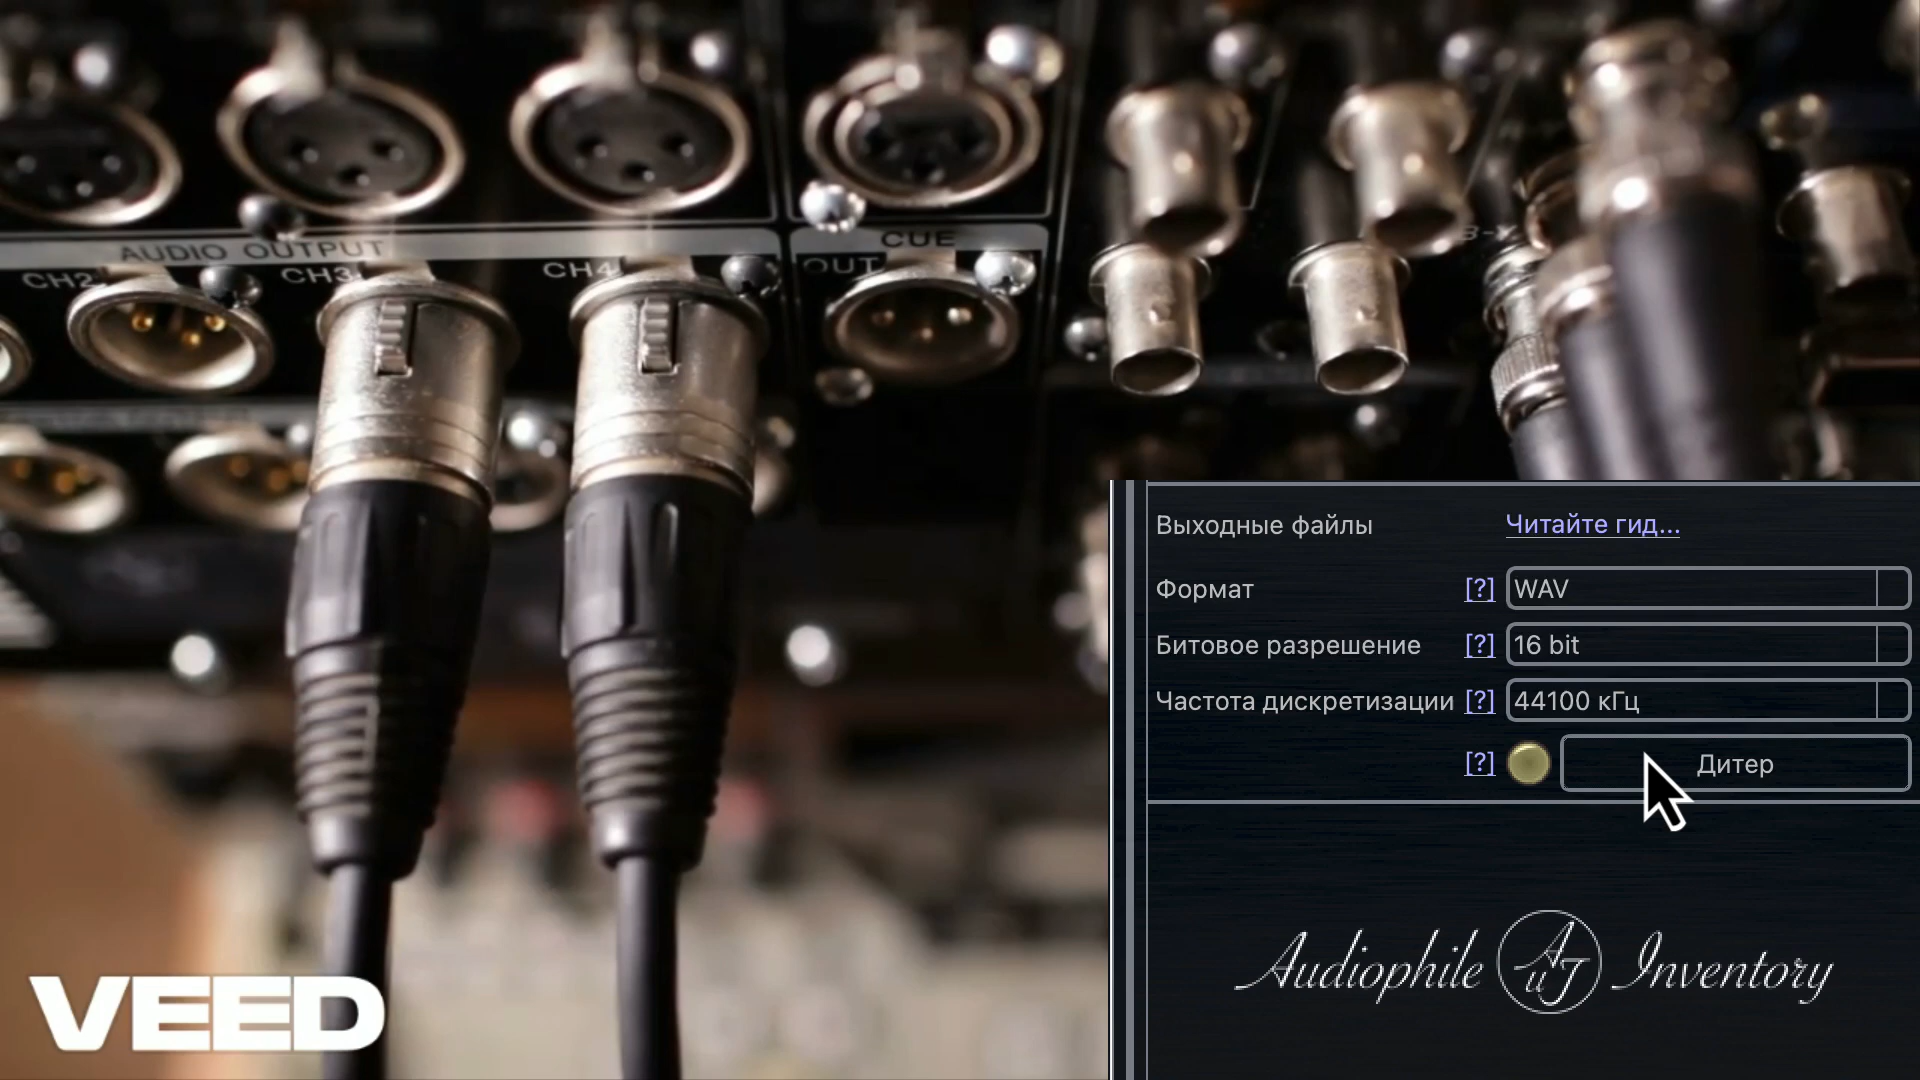 AUDIO OUTPUT
CUE
CH2
CH3
CH4
OUT
Выходные файлы
Читайте гид...
Формат
[?]
WAV
Битовое разрешение
[?]
16 bit
Частота дискретизации
[?]
44100 кГц
[?]
Дитер
Audiophile AuI Inventory
VEED